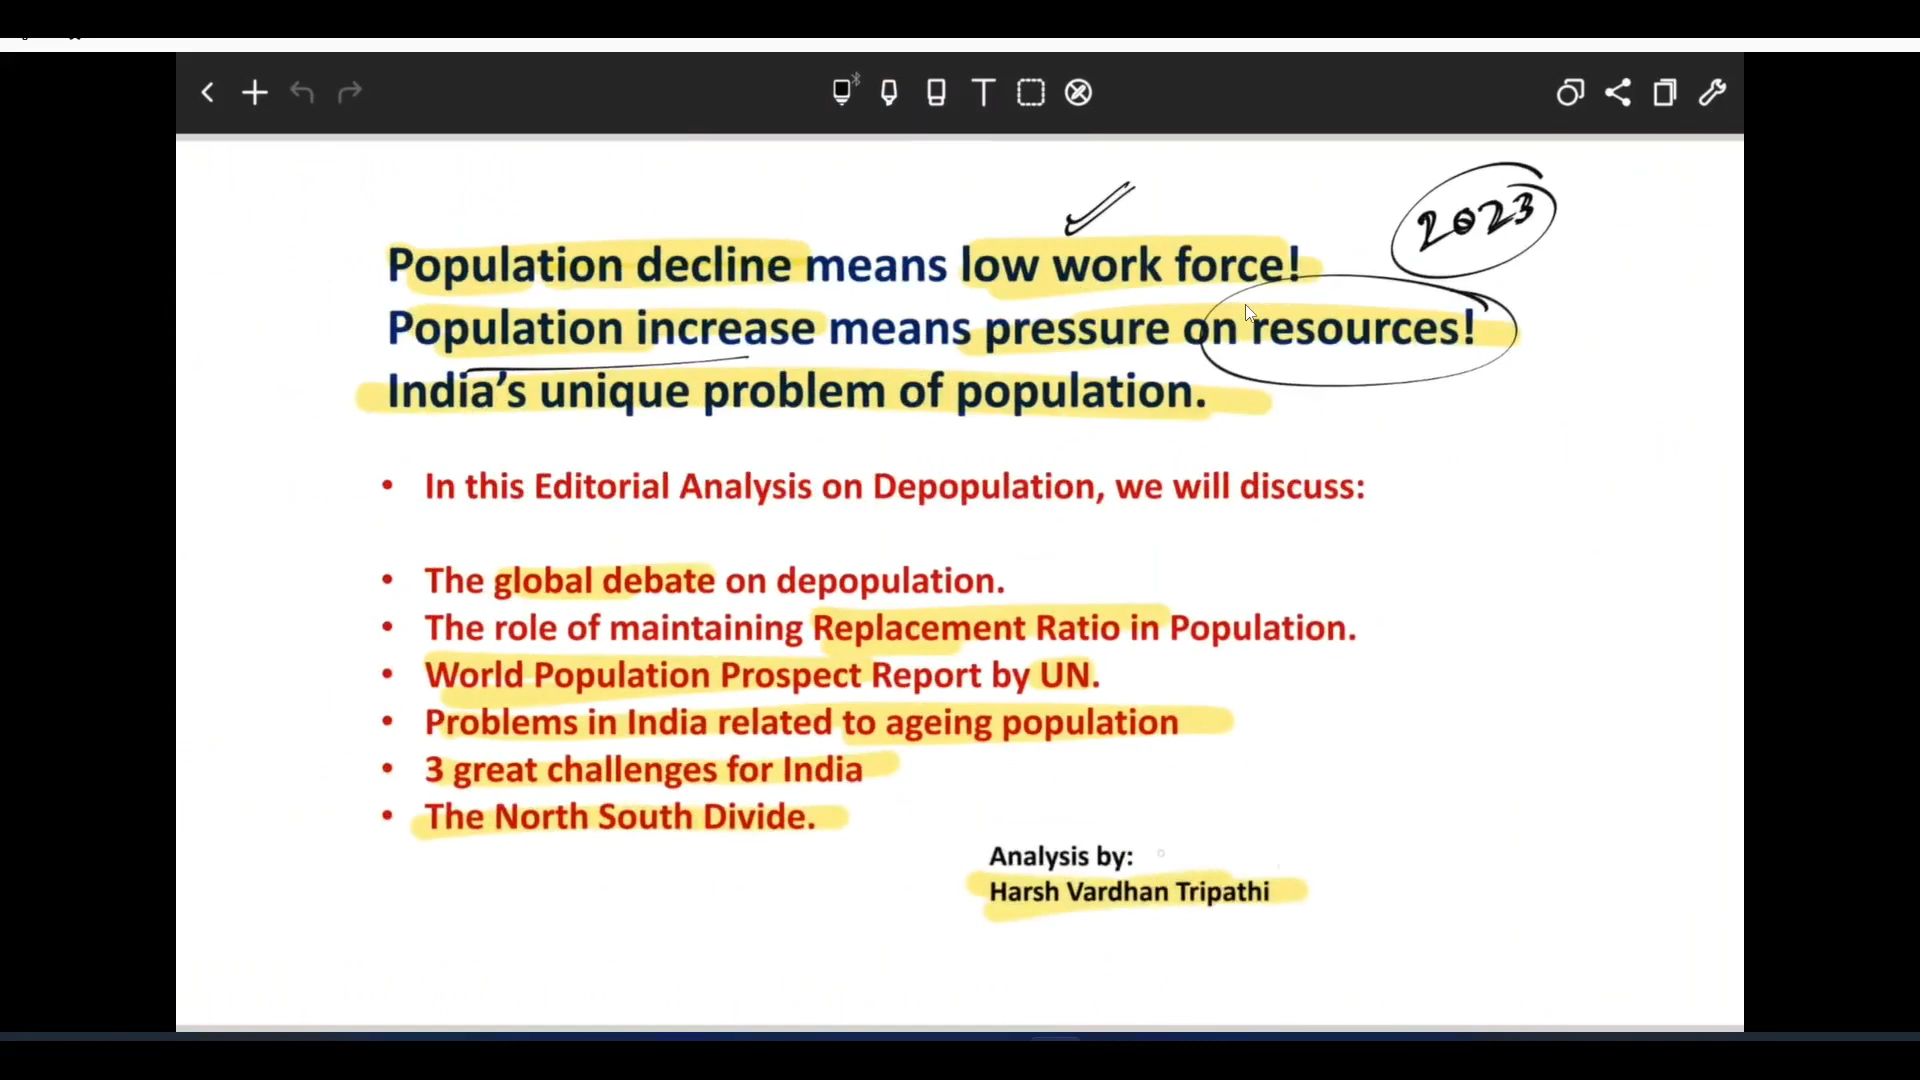 2023
Population decline means low work force!
Population increase means pressure on resources!
India's unique problem of population.
• In this Editorial Analysis on Depopulation, we will discuss:
• The global debate on depopulation.
• The role of maintaining Replacement Ratio in Population.
• World Population Prospect Report by UN.
• Problems in India related to ageing population
• 3 great challenges for India
• The North South Divide.
Analysis by:
Harsh Vardhan Tripathi